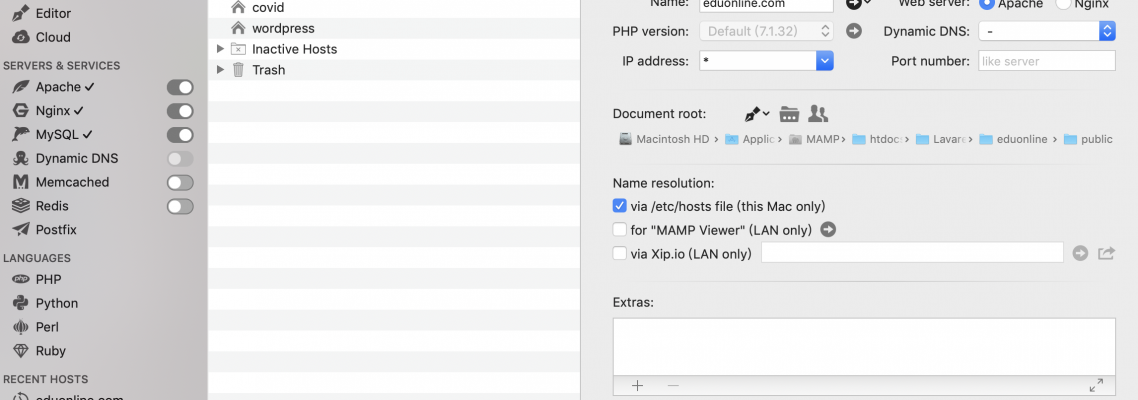 Editor
Cloud
SERVERS & SERVICES
Apache ✓
Nginx ✓
MySQL ✓
Dynamic DNS
Memcached
Redis
Postfix
LANGUAGES
PHP
Python
Perl
Ruby
RECENT HOSTS
eduonline.com
covid
wordpress
Inactive Hosts
Trash
Name: eduonline.com Web server: Apache Nginx
PHP version: Default (7.1.32) Dynamic DNS: -
IP address: * Port number: like server
Document root:
Macintosh HD › Applic › MAMP › htdoc › Lavare › eduonline › public
Name resolution:
via /etc/hosts file (this Mac only)
for "MAMP Viewer" (LAN only)
via Xip.io (LAN only)
Extras: